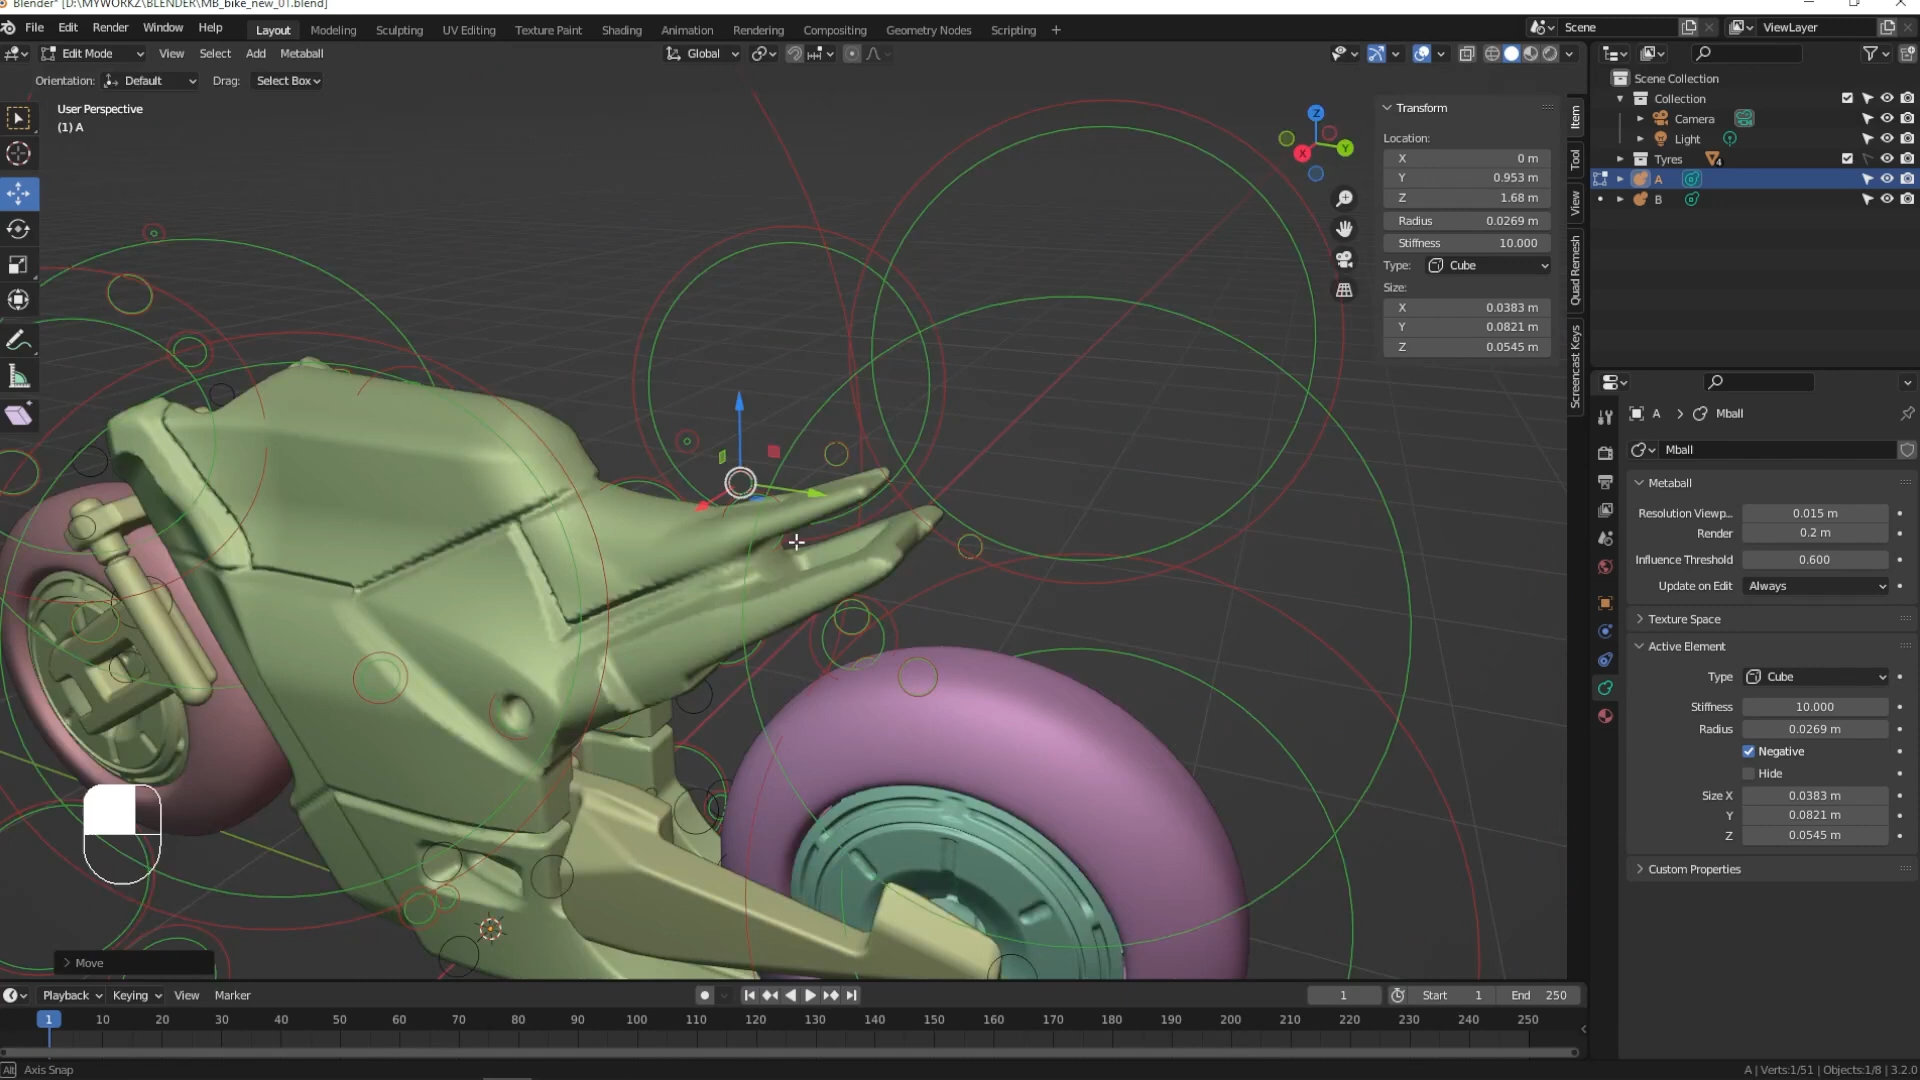 Blender* [D:\MYWORKZ\BLENDER\MB_bike_new_01.blend]
File Edit Render Window Help Layout Modeling Sculpting UV Editing Texture Paint Shading Animation Rendering Compositing Geometry Nodes Scripting + Scene ViewLayer
Edit Mode View Select Add Metaball Global
Orientation: Default Drag: Select Box
User Perspective
(1) A
Z
Y
X
Transform
Location:
X 0 m
Y 0.953 m
Z 1.68 m
Radius 0.0269 m
Stiffness 10.000
Type: Cube
Size:
X 0.0383 m
Y 0.0821 m
Z 0.0545 m
Item
Tool
View
Quad Remesh
Screencast Keys
Scene Collection
Collection
Camera
Light
Tyres 4
A
B
A > Mball
Mball
Metaball
Resolution Viewp... 0.015 m
Render 0.2 m
Influence Threshold 0.600
Update on Edit Always
Texture Space
Active Element
Type Cube
Stiffness 10.000
Radius 0.0269 m
Negative
Hide
Size X 0.0383 m
Y 0.0821 m
Z 0.0545 m
Custom Properties
> Move
Playback Keying View Marker 1 Start 1 End 250
1 10 20 30 40 50 60 70 80 90 100 110 120 130 140 150 160 170 180 190 200 210 220 230 240 250
Alt Axis Snap
A | Verts:1/51 | Objects:1/8 | 3.2.0